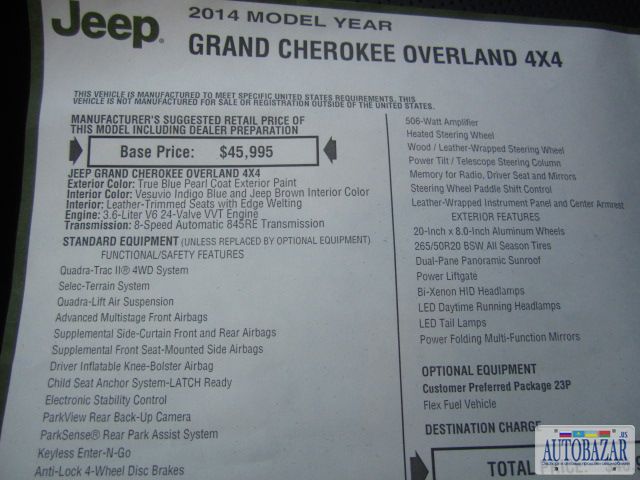 Jeep®
2014 MODEL YEAR
GRAND CHEROKEE OVERLAND 4X4
THIS VEHICLE IS MANUFACTURED TO MEET SPECIFIC UNITED STATES REQUIREMENTS. THIS
VEHICLE IS NOT MANUFACTURED FOR SALE OR REGISTRATION OUTSIDE OF THE UNITED STATES.
MANUFACTURER'S SUGGESTED RETAIL PRICE OF
THIS MODEL INCLUDING DEALER PREPARATION
Base Price: $45,995
JEEP GRAND CHEROKEE OVERLAND 4X4
Exterior Color: True Blue Pearl Coat Exterior Paint
Interior Color: Vesuvio Indigo Blue and Jeep Brown Interior Color
Interior: Leather-Trimmed Seats with Edge Welting
Engine: 3.6-Liter V6 24-Valve VVT Engine
Transmission: 8-Speed Automatic 845RE Transmission
STANDARD EQUIPMENT (UNLESS REPLACED BY OPTIONAL EQUIPMENT)
FUNCTIONAL/SAFETY FEATURES
Quadra-Trac II® 4WD System
Selec-Terrain System
Quadra-Lift Air Suspension
Advanced Multistage Front Airbags
Supplemental Side-Curtain Front and Rear Airbags
Supplemental Front Seat-Mounted Side Airbags
Driver Inflatable Knee-Bolster Airbag
Child Seat Anchor System-LATCH Ready
Electronic Stability Control
ParkView Rear Back-Up Camera
ParkSense® Rear Park Assist System
Keyless Enter-N-Go
Anti-Lock 4-Wheel Disc Brakes
506-Watt Amplifier
Heated Steering Wheel
Wood / Leather-Wrapped Steering Wheel
Power Tilt / Telescope Steering Column
Memory for Radio, Driver Seat and Mirrors
Steering Wheel Paddle Shift Control
Leather-Wrapped Instrument Panel and Center Armrest
EXTERIOR FEATURES
20-Inch x 8.0-Inch Aluminum Wheels
265/50R20 BSW All Season Tires
Dual-Pane Panoramic Sunroof
Power Liftgate
Bi-Xenon HID Headlamps
LED Daytime Running Headlamps
LED Tail Lamps
Power Folding Multi-Function Mirrors
OPTIONAL EQUIPMENT
Customer Preferred Package 23P
Flex Fuel Vehicle
DESTINATION CHARGE
TOTAL PRICE:
AUTOBAZAR.US